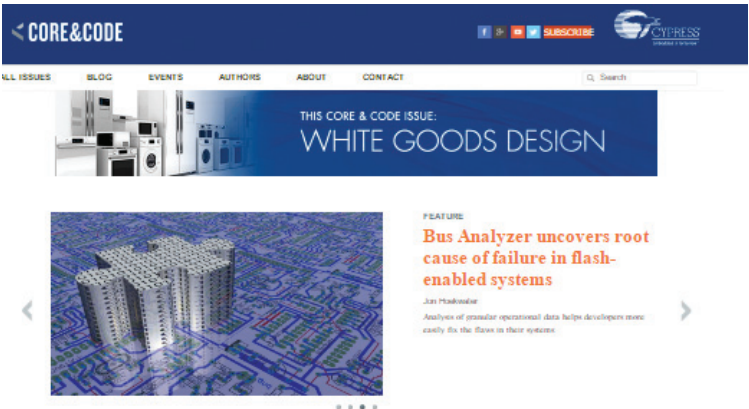 < CORE&CODE
f
SUBSCRIBE
CYPRESS
ALL ISSUES BLOG EVENTS AUTHORS ABOUT CONTACT
Search
THIS CORE & CODE ISSUE:
WHITE GOODS DESIGN
FEATURE
Bus Analyzer uncovers root
cause of failure in flash-
enabled systems
Analysis of granular operational data helps developers more
easily fix the flaws in their systems